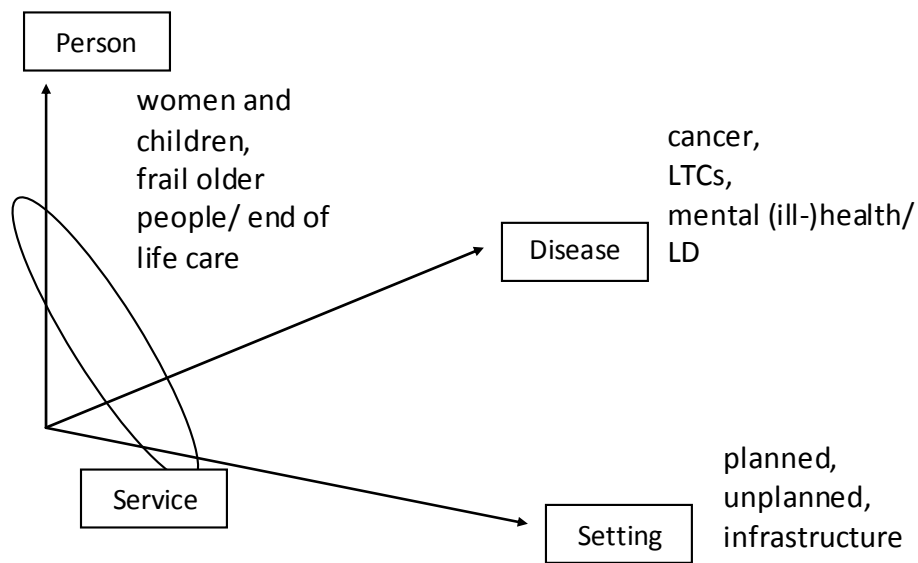 Person
women and
children,
frail older
people/ end of
life care
cancer,
LTCs,
mental (ill-)health/
LD
Disease
Service
planned,
unplanned,
infrastructure
Setting